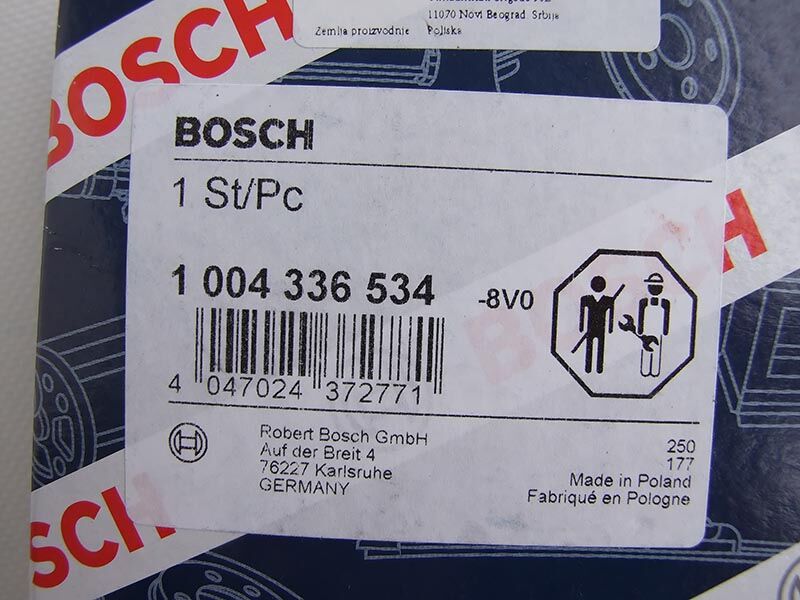 11070 Novi Beograd, Srbija
Zemlja proizvodnje Poljska
BOSCH
BOSCH
1 St/Pc
1 004 336 534 -8V0
4 047024 372771
BOSCH
Robert Bosch GmbH
Auf der Breit 4
76227 Karlsruhe
GERMANY
250
177
Made in Poland
Fabriqué en Pologne
SCH